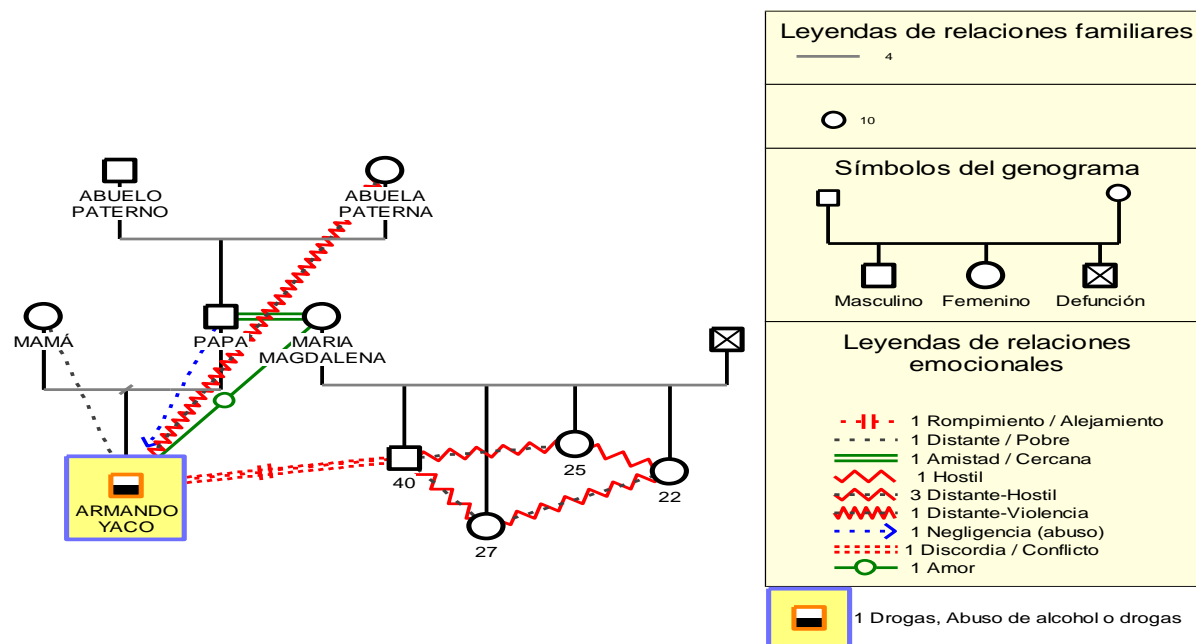 ABUELO
PATERNO
ABUELA
PATERNA
MAMÁ
PAPA
MARIA
MAGDALENA
ARMANDO
YACO
40
27
25
22
Leyendas de relaciones familiares
4
10
Símbolos del genograma
Masculino
Femenino
Defunción
Leyendas de relaciones
emocionales
1 Rompimiento / Alejamiento
1 Distante / Pobre
1 Amistad / Cercana
1 Hostil
3 Distante-Hostil
1 Distante-Violencia
1 Negligencia (abuso)
1 Discordia / Conflicto
1 Amor
1 Drogas, Abuso de alcohol o drogas